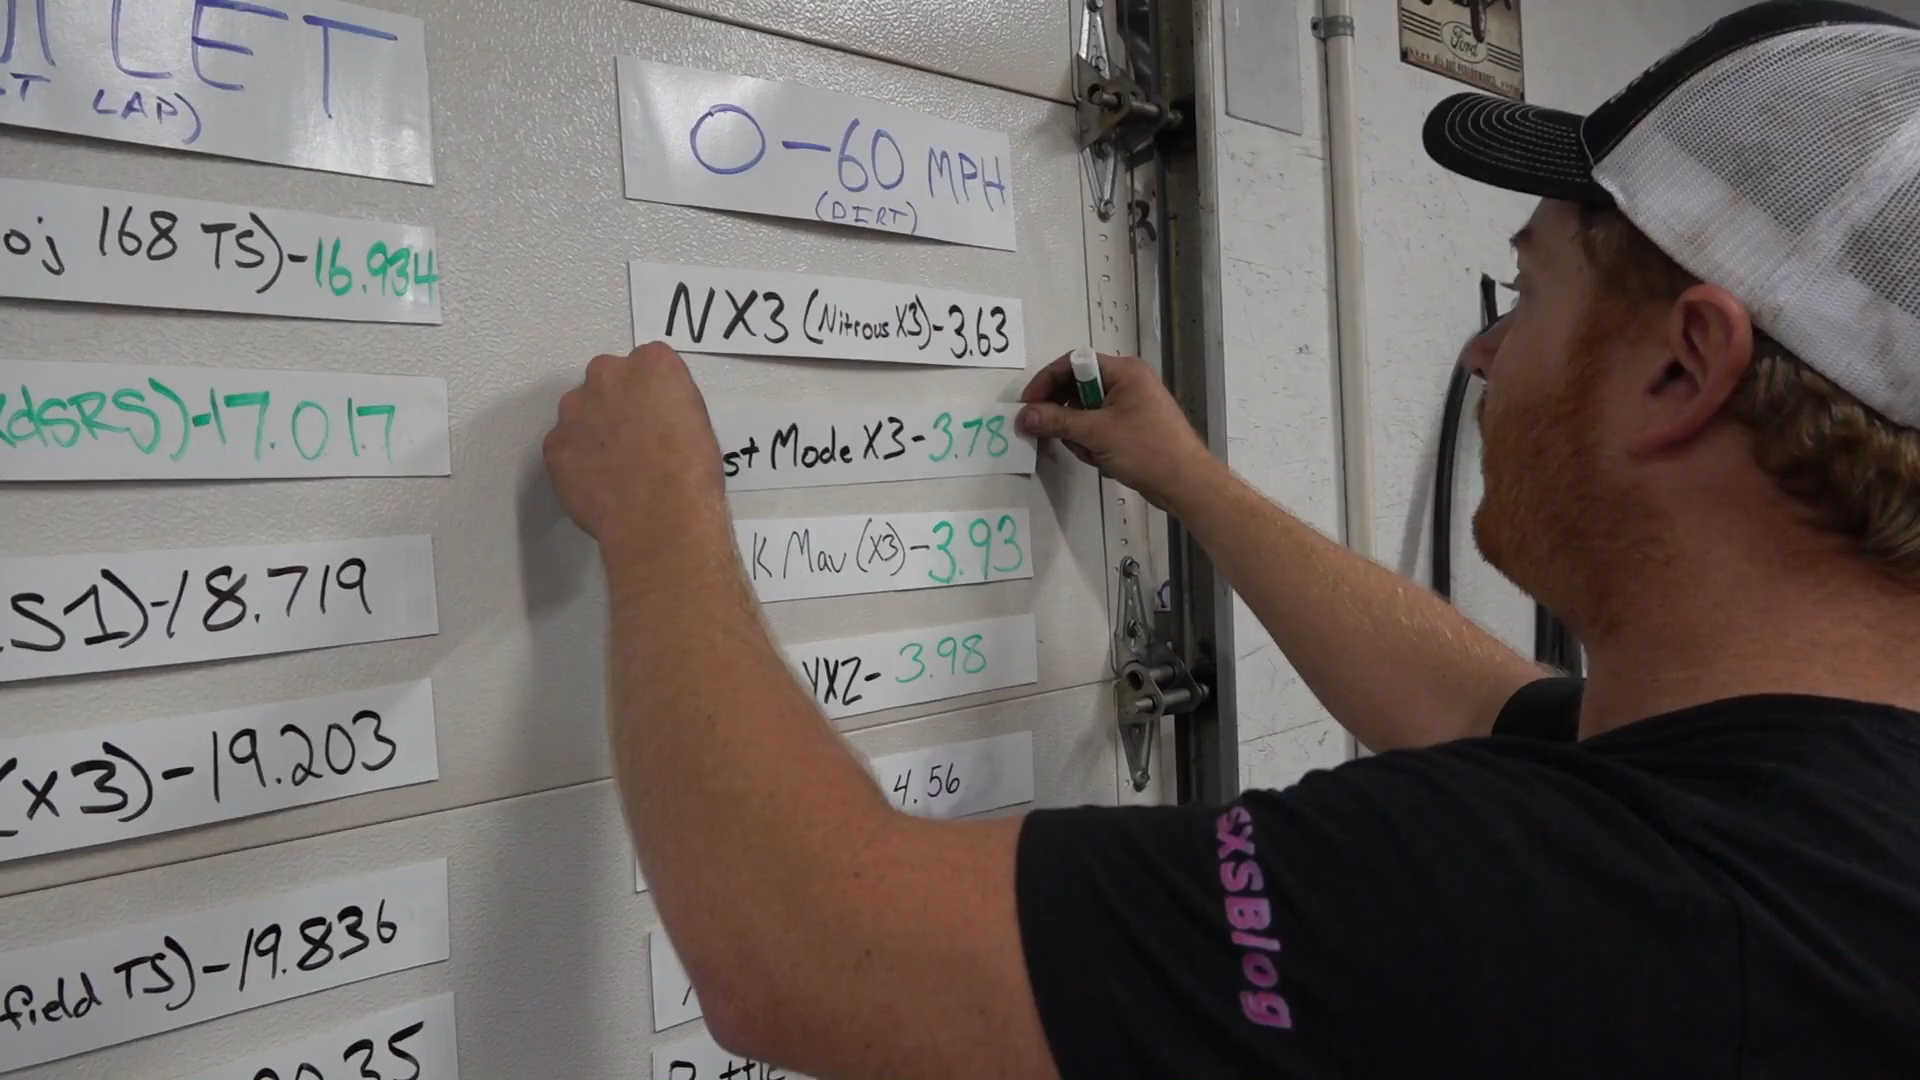 LET
LAP)
168 TS)-16.934
(dSRS)-17.017
S1)-18.719
(X3)-19.203
field TS)-19.836
35
0-60 MPH
(DIRT)
NX3 (Nitrous X3)-3.63
st Mode X3-3.78
K Mav (X3)-3.93
YXZ-3.98
4.56
Ford
SXSBlog